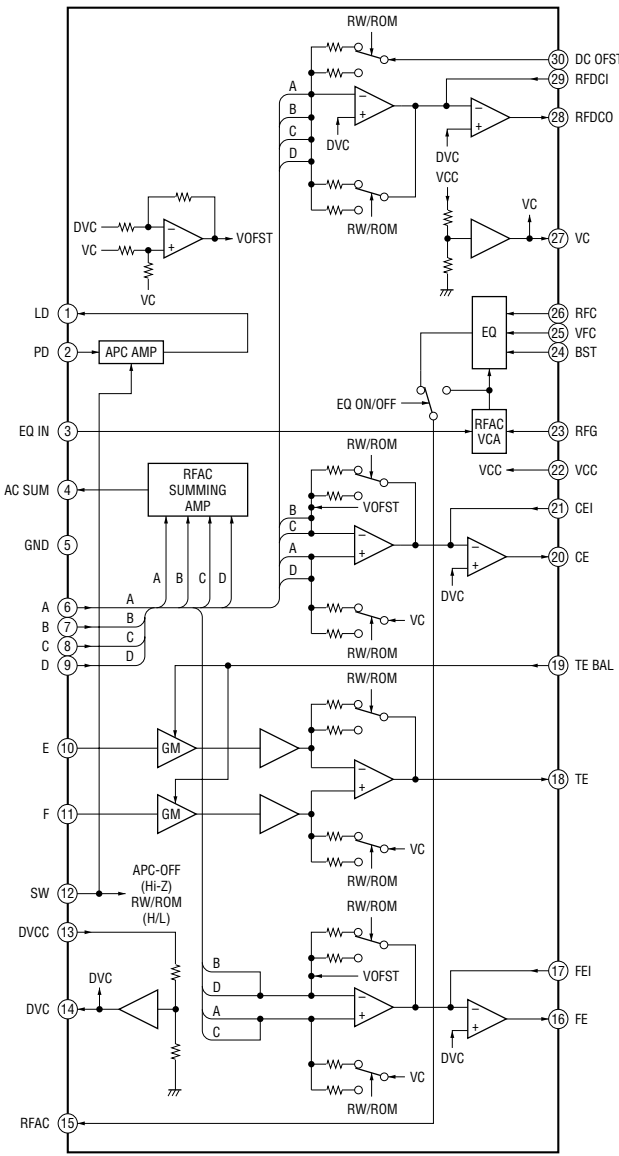 RW/ROM
30 DC OFST
29 RFDCI
A
B
C
D
−
+
DVC
−
+
28 RFDCO
DVC
VCC
RW/ROM
DVC
VC
−
+
VOFST
VC
VC
27 VC
LD 1
PD 2
APC AMP
EQ
26 RFC
25 VFC
24 BST
EQ ON/OFF
EQ IN 3
RFAC
VCA
23 RFG
RW/ROM
VCC
22 VCC
AC SUM 4
RFAC
SUMMING
AMP
VOFST
21 CEI
B
C
A
D
−
+
−
+
20 CE
DVC
GND 5
A B C D
A 6 A
B 7 B
C 8 C
D 9 D
VC
RW/ROM
19 TE BAL
RW/ROM
E 10
GM
−
+
18 TE
F 11
GM
VC
RW/ROM
SW 12
APC-OFF
(Hi-Z)
RW/ROM
(H/L)
RW/ROM
DVCC 13
B
D
A
C
VOFST
17 FEI
−
+
−
+
16 FE
DVC
DVC
DVC 14
VC
RW/ROM
RFAC 15